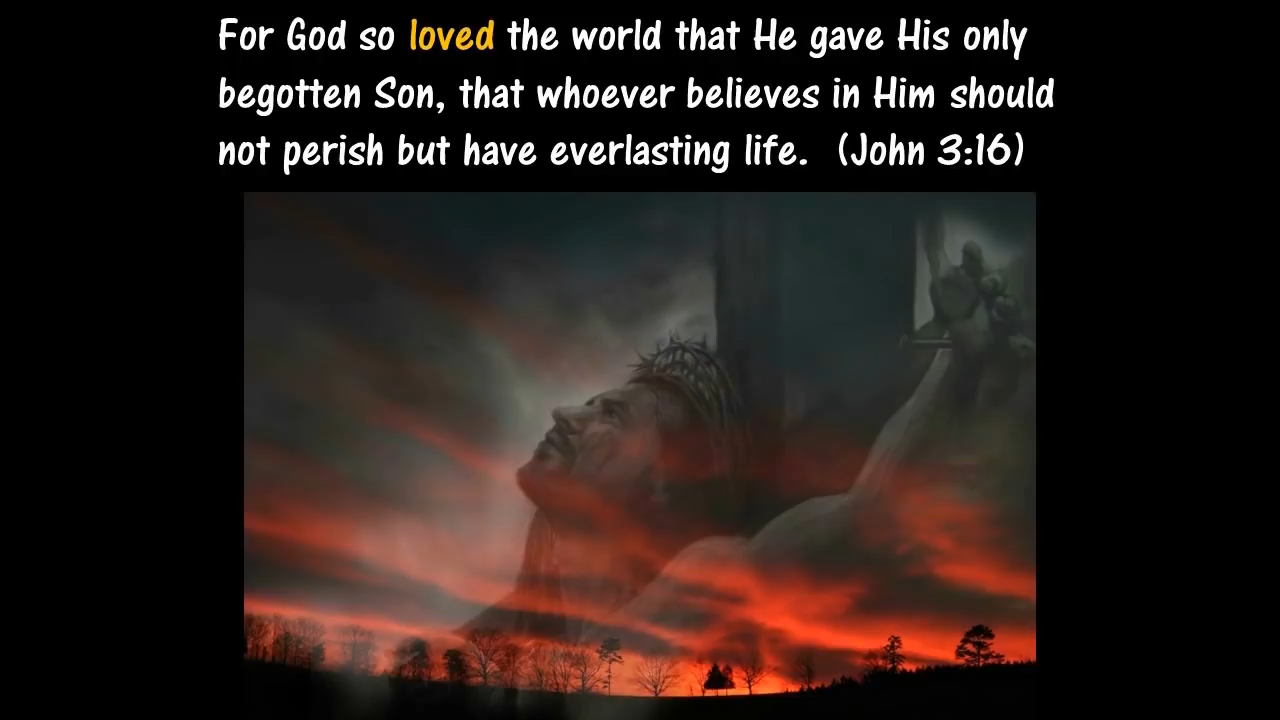 For God so loved the world that He gave His only
begotten Son, that whoever believes in Him should
not perish but have everlasting life.  (John 3:16)